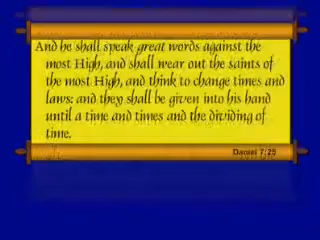 And he shall speak great words against the
most High, and shall wear out the saints of
the most High, and think to change times and
laws: and they shall be given into his hand
until a time and times and the dividing of
time.
Daniel 7:25